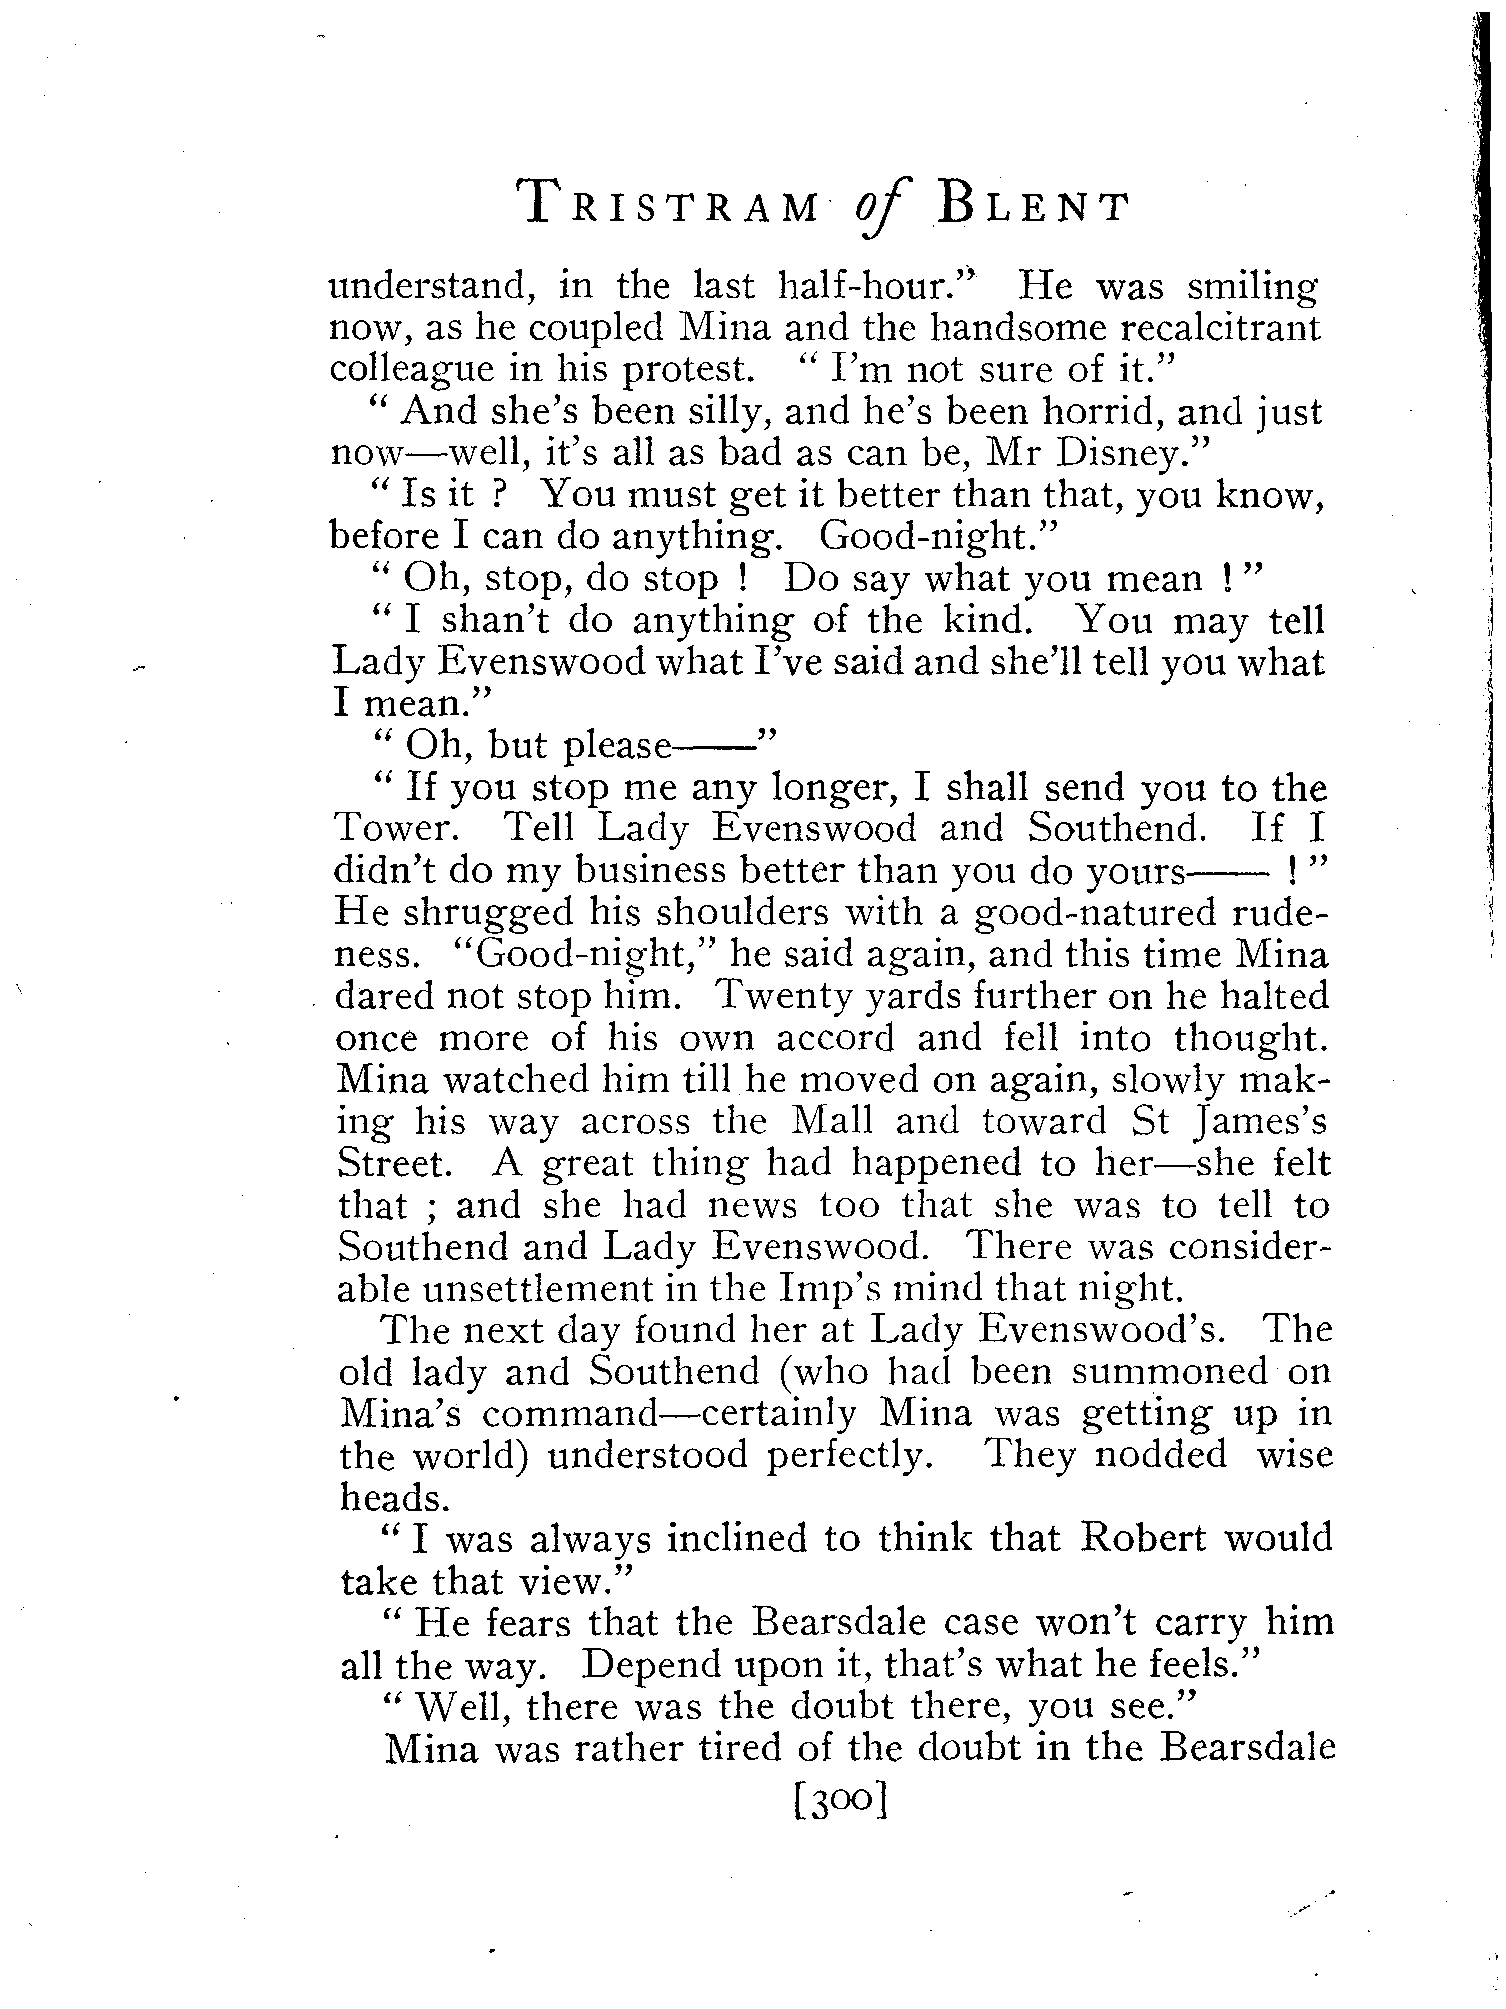 TRISTRAM of BLENT
understand, in the last half-hour." He was smiling
now, as he coupled Mina and the handsome recalcitrant
colleague in his protest. "I'm not sure of it."
"And she's been silly, and he's been horrid, and just
now—well, it's all as bad as can be, Mr Disney."
"Is it? You must get it better than that, you know,
before I can do anything. Good-night."
"Oh, stop, do stop! Do say what you mean!"
"I shan't do anything of the kind. You may tell
Lady Evenswood what I've said and she'll tell you what
I mean."
"Oh, but please——"
"If you stop me any longer, I shall send you to the
Tower. Tell Lady Evenswood and Southend. If I
didn't do my business better than you do yours——!"
He shrugged his shoulders with a good-natured rude-
ness. "Good-night," he said again, and this time Mina
dared not stop him. Twenty yards further on he halted
once more of his own accord and fell into thought.
Mina watched him till he moved on again, slowly mak-
ing his way across the Mall and toward St James's
Street. A great thing had happened to her—she felt
that; and she had news too that she was to tell to
Southend and Lady Evenswood. There was consider-
able unsettlement in the Imp's mind that night.
The next day found her at Lady Evenswood's. The
old lady and Southend (who had been summoned on
Mina's command—certainly Mina was getting up in
the world) understood perfectly. They nodded wise
heads.
"I was always inclined to think that Robert would
take that view."
"He fears that the Bearsdale case won't carry him
all the way. Depend upon it, that's what he feels."
"Well, there was the doubt there, you see."
Mina was rather tired of the doubt in the Bearsdale
[300]